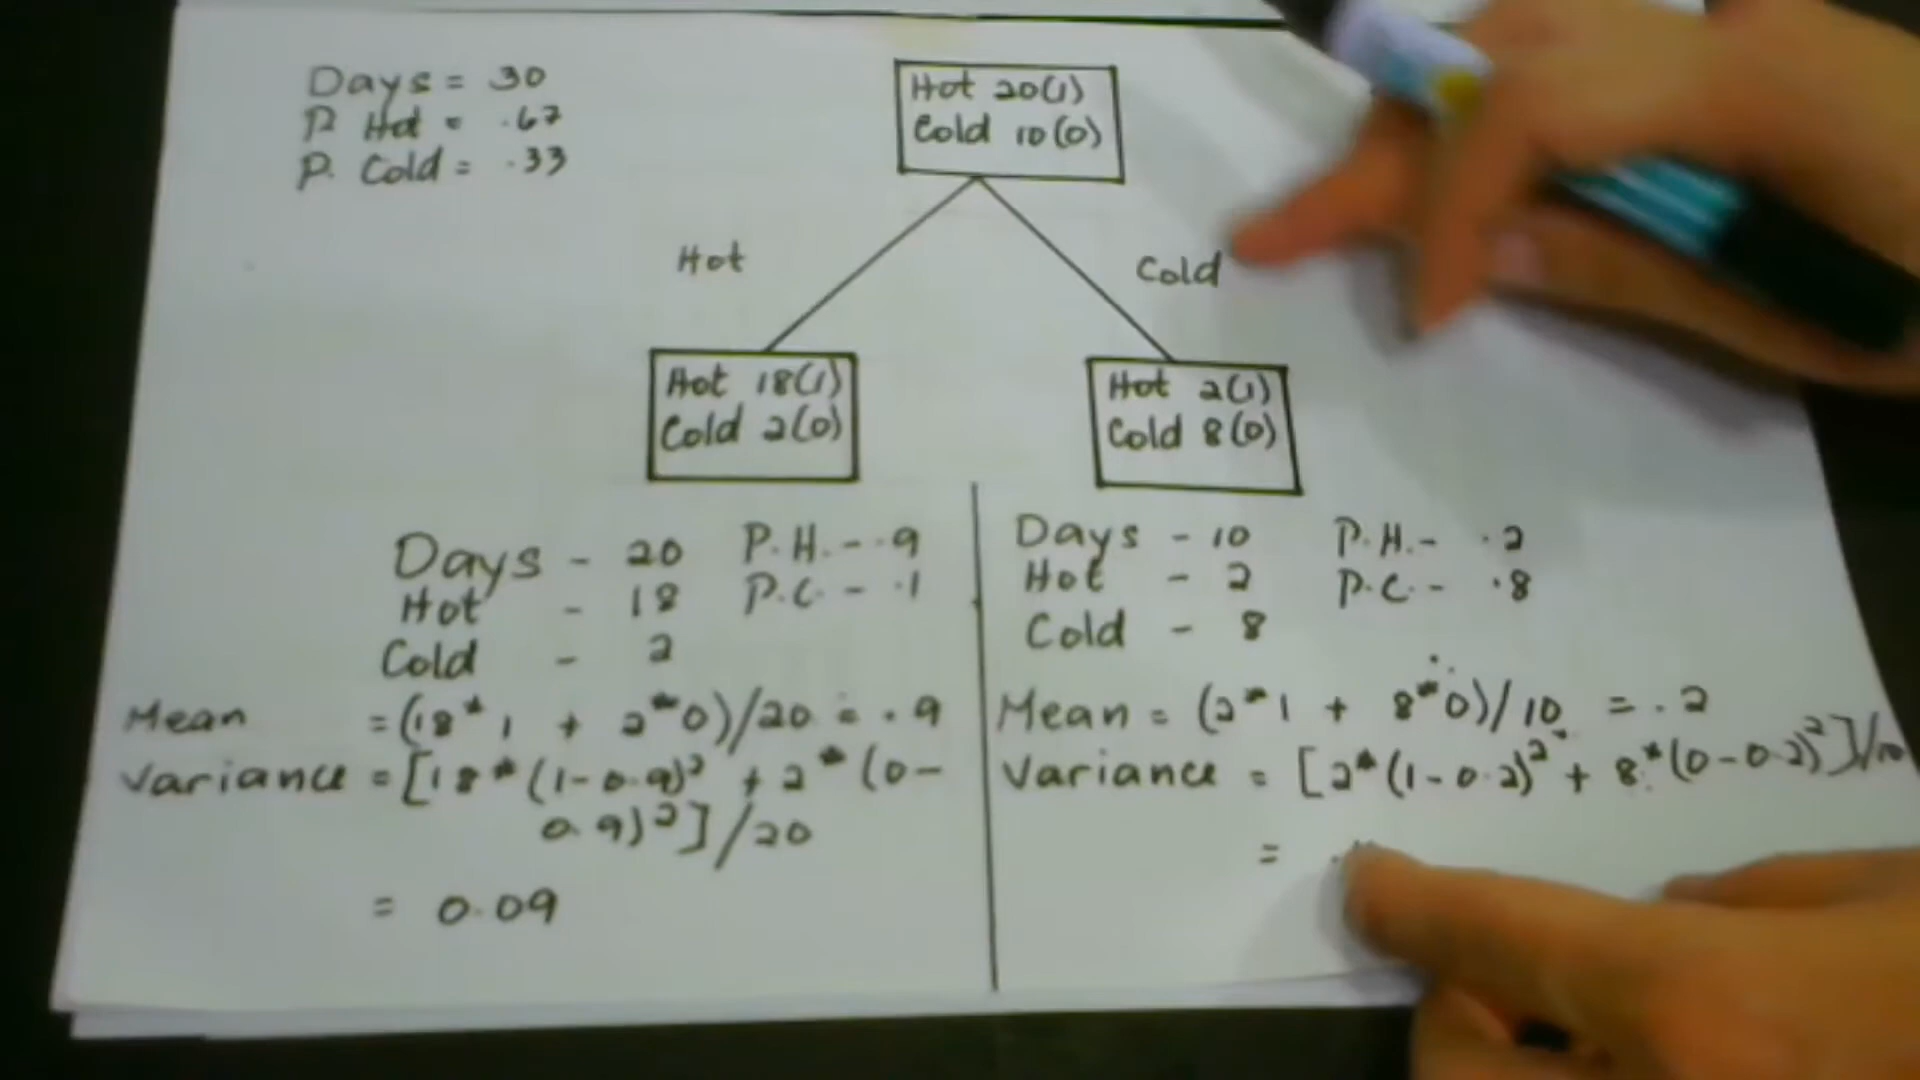 Days = 30
P Hot = .67
P. Cold = .33
Hot 20(1)
Cold 10(0)
Hot
Cold
Hot 18(1)
Cold 2(0)
Hot 2(1)
Cold 8(0)
Days - 20 P.H. - .9
Hot - 18 P.C. - .1
Cold - 2
Mean = (18*1 + 2*0)/20 = .9
Variance = [18*(1-0.9)² + 2*(0-
0.9)²]/20
= 0.09
Days - 10 P.H. - .2
Hot - 2 P.C. - .8
Cold - 8
Mean = (2*1 + 8*0)/10 = .2
Variance = [2*(1-0.2)² + 8*(0-0.2)²]/10
=